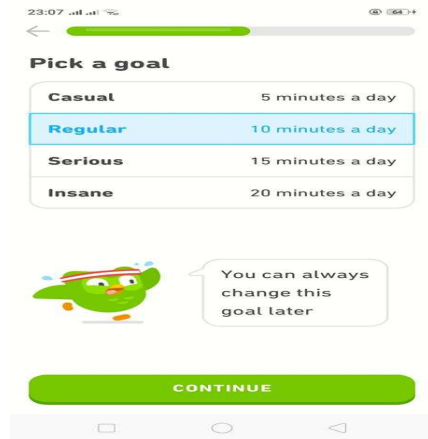 23:07
64
Pick a goal
Casual 5 minutes a day
Regular 10 minutes a day
Serious 15 minutes a day
Insane 20 minutes a day
You can always
change this
goal later
CONTINUE